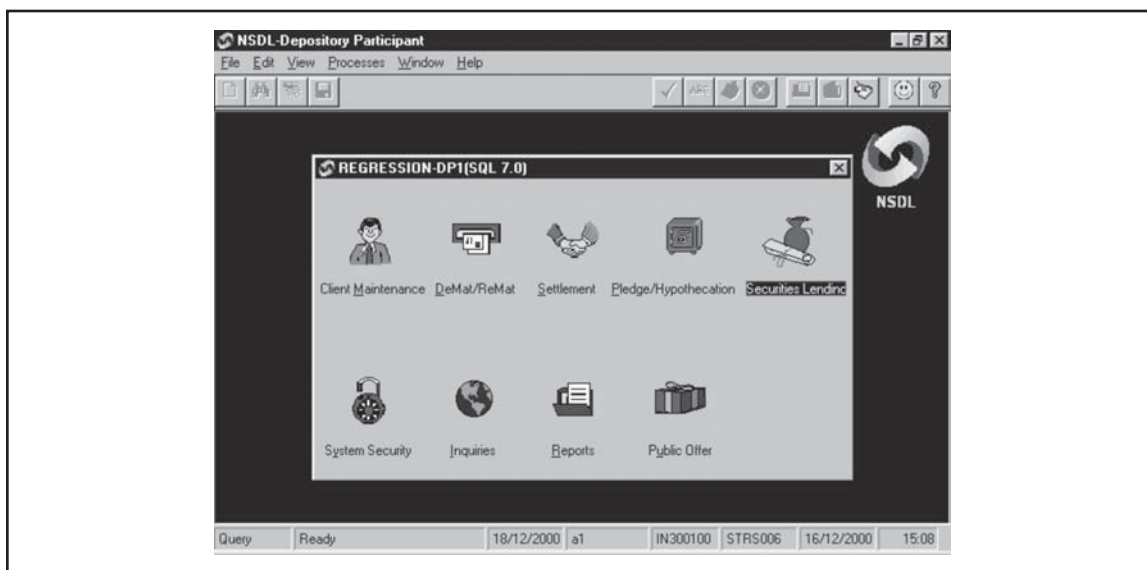 NSDL-Depository Participant
File Edit View Processes Window Help
REGRESSION-DP1(SQL 7.0)
NSDL
Client Maintenance DeMat/ReMat Settlement Pledge/Hypothecation Securities Lending
System Security Inquiries Reports Public Offer
Query Ready 18/12/2000 a1 IN300100 STRS006 16/12/2000 15:08